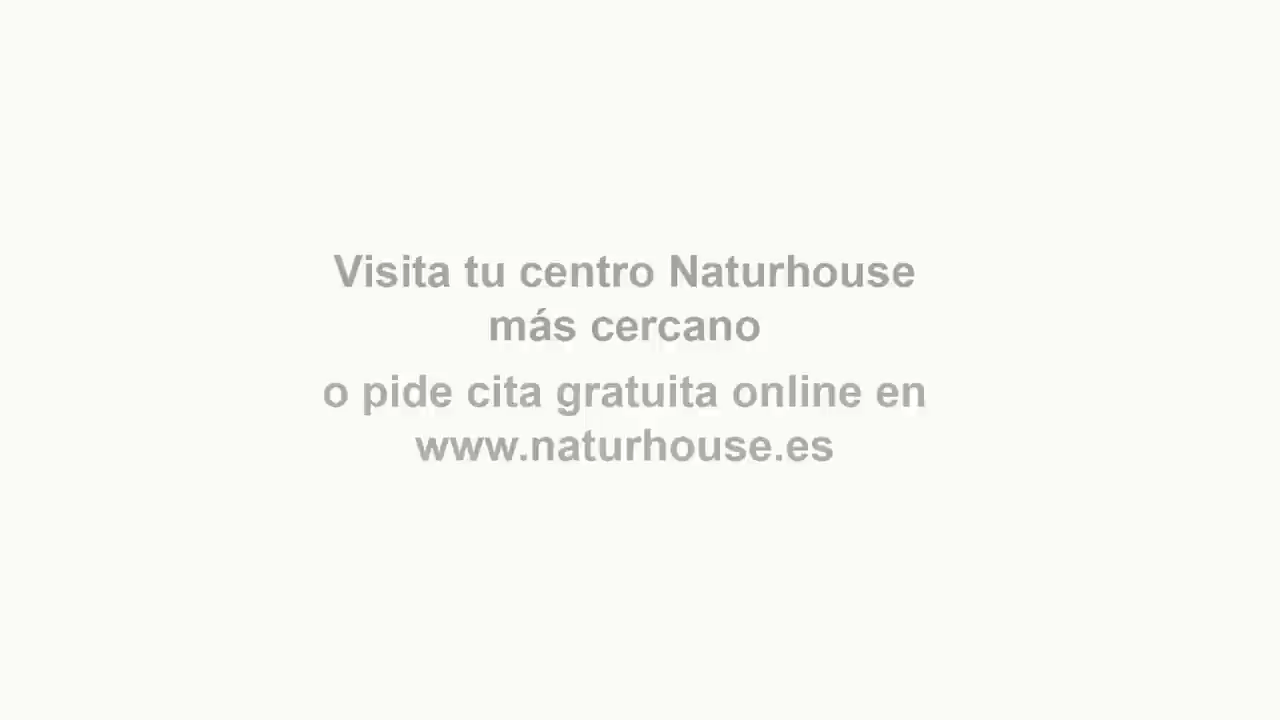 Visita tu centro Naturhouse
más cercano
o pide cita gratuita online en
www.naturhouse.es